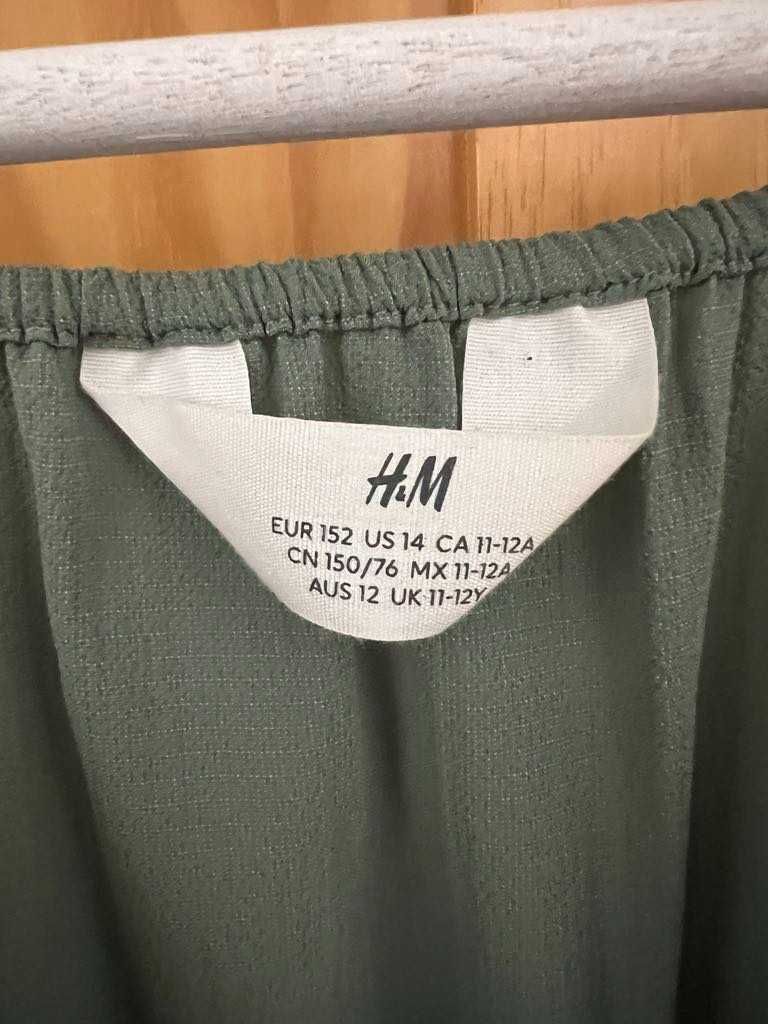 H&M
EUR 152 US 14 CA 11-12A
CN 150/76 MX 11-12A
AUS 12 UK 11-12Y